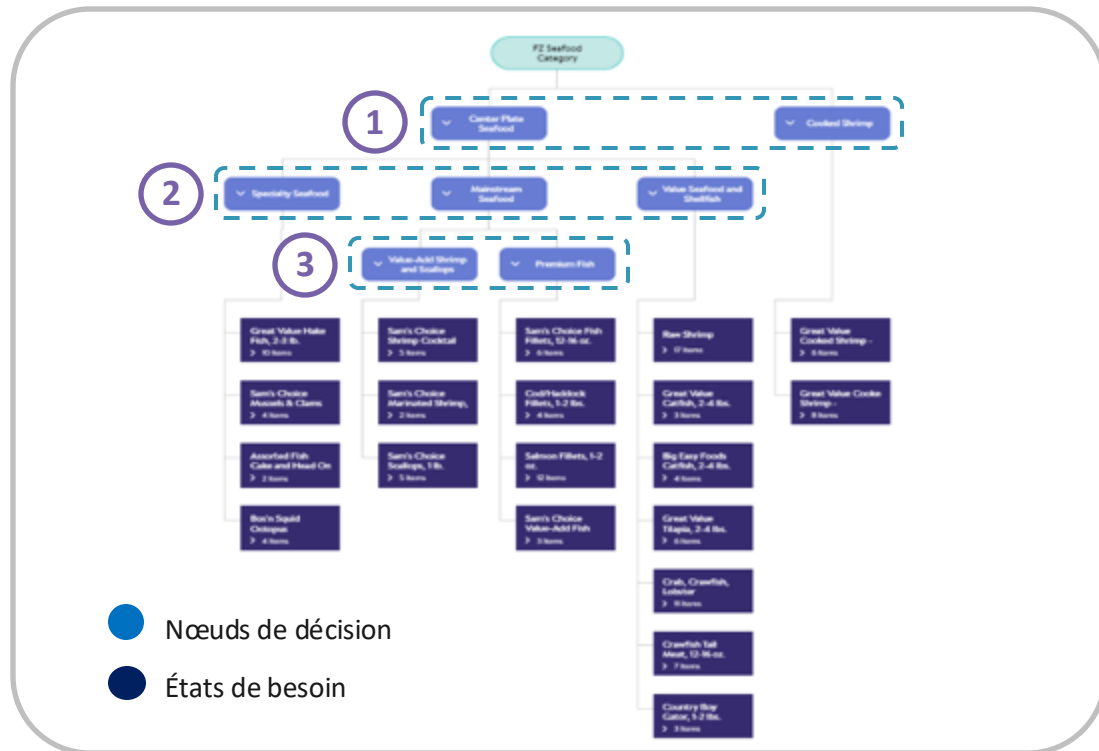 FZ Seafood
Category
1
Center Plate
Seafood
Cooked Shrimp
2
Specialty Seafood
Mainstream
Seafood
Value Seafood and
Shellfish
3
Value-Add Shrimp
and Scallops
Premium Fish
Great Value Hake
Fish, 2-3 lb.
> 10 Items
Sam's Choice
Mussels & Clams
> 4 Items
Assorted Fish
Cake and Head On
> 2 Items
Squid
Octopus
> 4 Items
Sam's Choice
Shrimp Cocktail
> 5 Items
Sam's Choice
Marinated Shrimp,
> 2 Items
Sam's Choice
Scallops, 1 lb.
> 5 Items
Sam's Choice Fish
Fillets, 12-16 oz.
> 6 Items
Cod/Haddock
Fillets, 1-2 lbs.
> 4 Items
Salmon Fillets, 1-2
oz.
> 12 Items
Sam's Choice
Value-Add Fish
> 3 Items
Raw Shrimp
> 17 Items
Great Value
Catfish, 2-4 lbs.
> 3 Items
Big Easy Foods
Catfish, 2-4 lbs.
> 4 Items
Great Value
Tilapia, 2-4 lbs.
> 6 Items
Crab, Crawfish,
Lobster
> 11 Items
Crawfish Tail
Meat, 12-16 oz.
> 7 Items
Country Boy
Gator, 1-2 lbs.
> 3 Items
Great Value
Cooked Shrimp -
> 6 Items
Great Value Cooke
Shrimp -
> 8 Items
Nœuds de décision
États de besoin